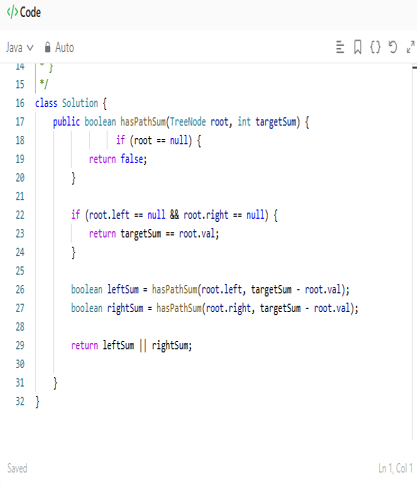 </> Code
Java Auto
14 * }
15 */
16 class Solution {
17 public boolean hasPathSum(TreeNode root, int targetSum) {
18 if (root == null) {
19 return false;
20 }
21
22 if (root.left == null && root.right == null) {
23 return targetSum == root.val;
24 }
25
26 boolean leftSum = hasPathSum(root.left, targetSum - root.val);
27 boolean rightSum = hasPathSum(root.right, targetSum - root.val);
28
29 return leftSum || rightSum;
30
31 }
32 }
Saved Ln 1, Col 1